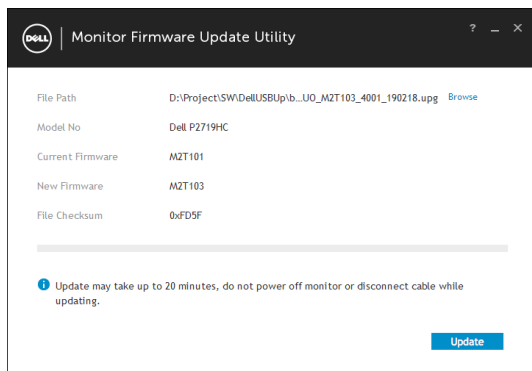 DELL Monitor Firmware Update Utility ? _ X
File Path D:\Project\SW\DellUSBUp\b...UO_M2T103_4001_190218.upg Browse
Model No Dell P2719HC
Current Firmware M2T101
New Firmware M2T103
File Checksum 0xFD5F
i Update may take up to 20 minutes, do not power off monitor or disconnect cable while
updating.
Update